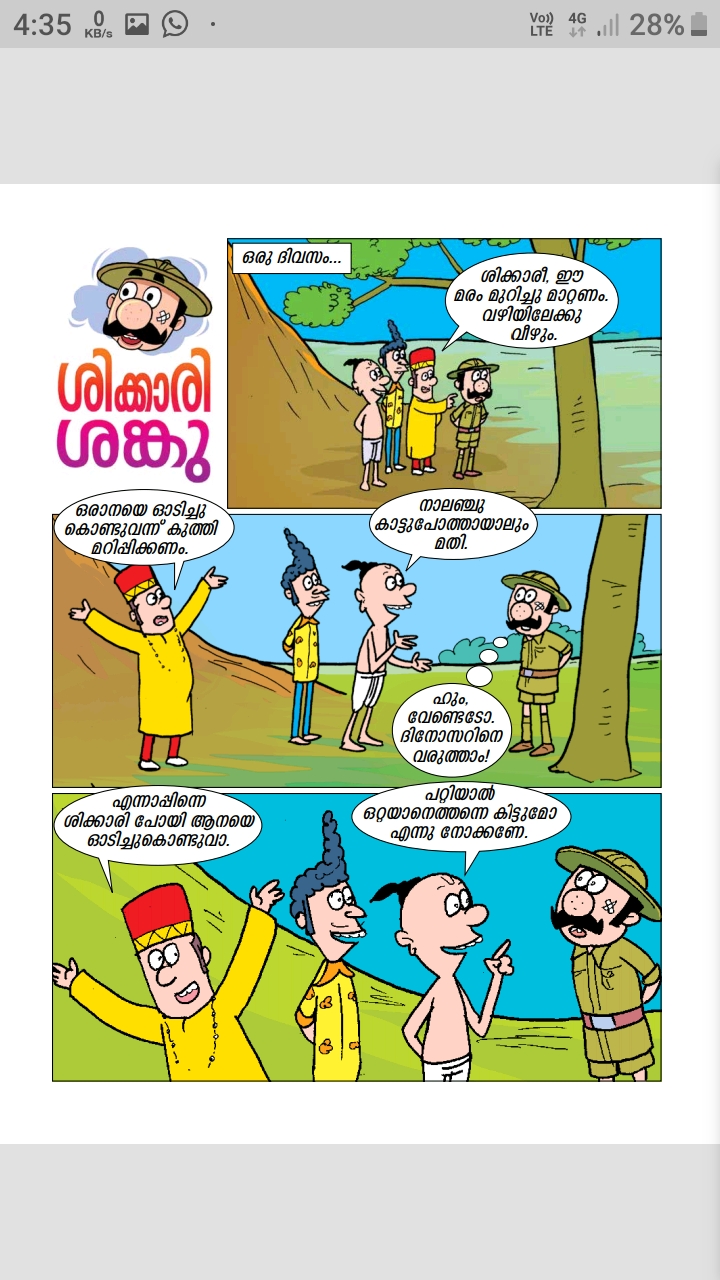 4:35
0
KB/s
Vo))
LTE
4G
28%
ഒരു ദിവസം...
ശിക്കാരീ, ഈ
മരം മുറിച്ചു മാറ്റണം.
വഴിയിലേക്കു
വീഴും.
ശിക്കാരി
ശങ്കു
ഒരാനയെ ഓടിച്ചു
കൊണ്ടുവന്ന് കുത്തി
മറിപ്പിക്കണം.
നാലഞ്ചു
കാട്ടുപോത്തായാലും
മതി.
ഹും,
വേണ്ടെടോ.
ദിനോസറിനെ
വരുത്താം!
എന്നാപ്പിന്നെ
ശിക്കാരി പോയി ആനയെ
ഓടിച്ചുകൊണ്ടുവാ.
പറ്റിയാൽ
ഒറ്റയാനെത്തന്നെ കിട്ടുമോ
എന്നു നോക്കണേ.